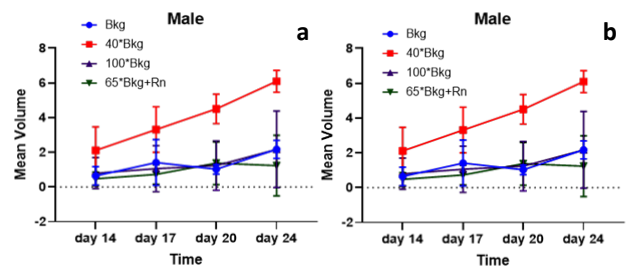 Male
a
Bkg
40*Bkg
100*Bkg
65*Bkg+Rn
8
6
4
2
0
-2
Mean Volume
day 14 day 17 day 20 day 24
Time
Male
b
Bkg
40*Bkg
100*Bkg
65*Bkg+Rn
8
6
4
2
0
-2
Mean Volume
day 14 day 17 day 20 day 24
Time